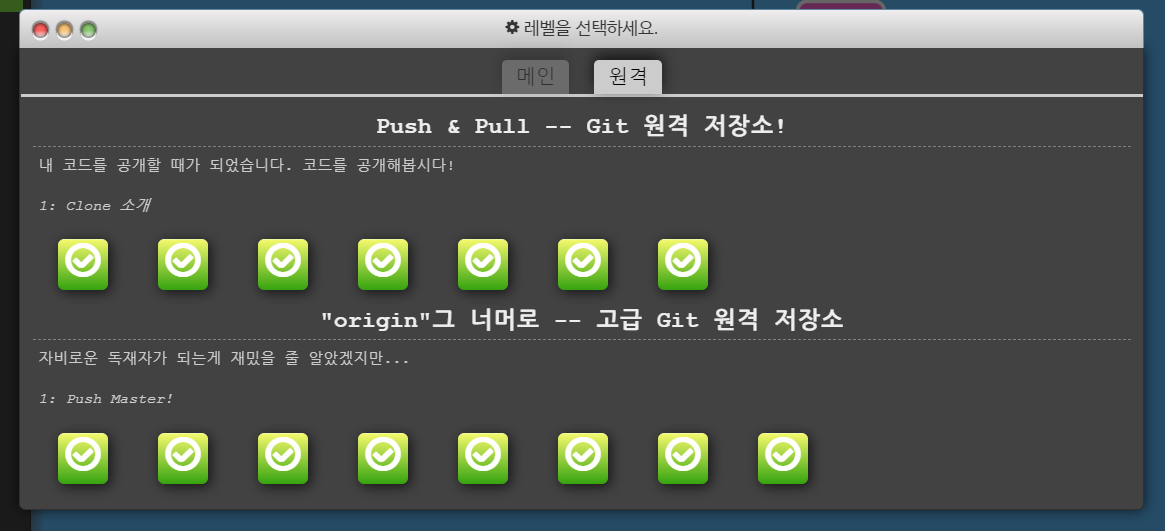 레벨을 선택하세요.
메인 원격
Push & Pull -- Git 원격 저장소!
내 코드를 공개할 때가 되었습니다. 코드를 공개해봅시다!
1: Clone 소개
"origin"그 너머로 -- 고급 Git 원격 저장소
자비로운 독재자가 되는게 재밌을 줄 알았겠지만...
1: Push Master!